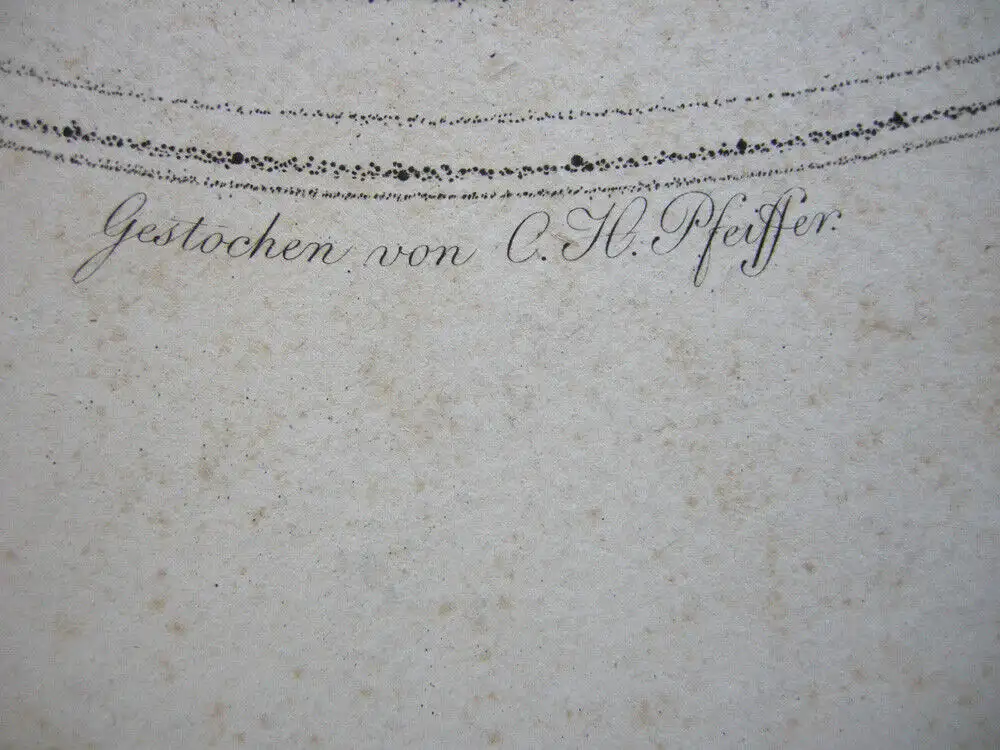 Gestochen von C. H. Pfeiffer.